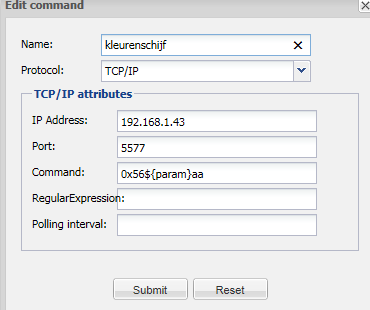 Edit command
Name: kleurenschijf
Protocol: TCP/IP
TCP/IP attributes
IP Address: 192.168.1.43
Port: 5577
Command: 0x56${param}aa
RegularExpression:
Polling interval:
Submit Reset